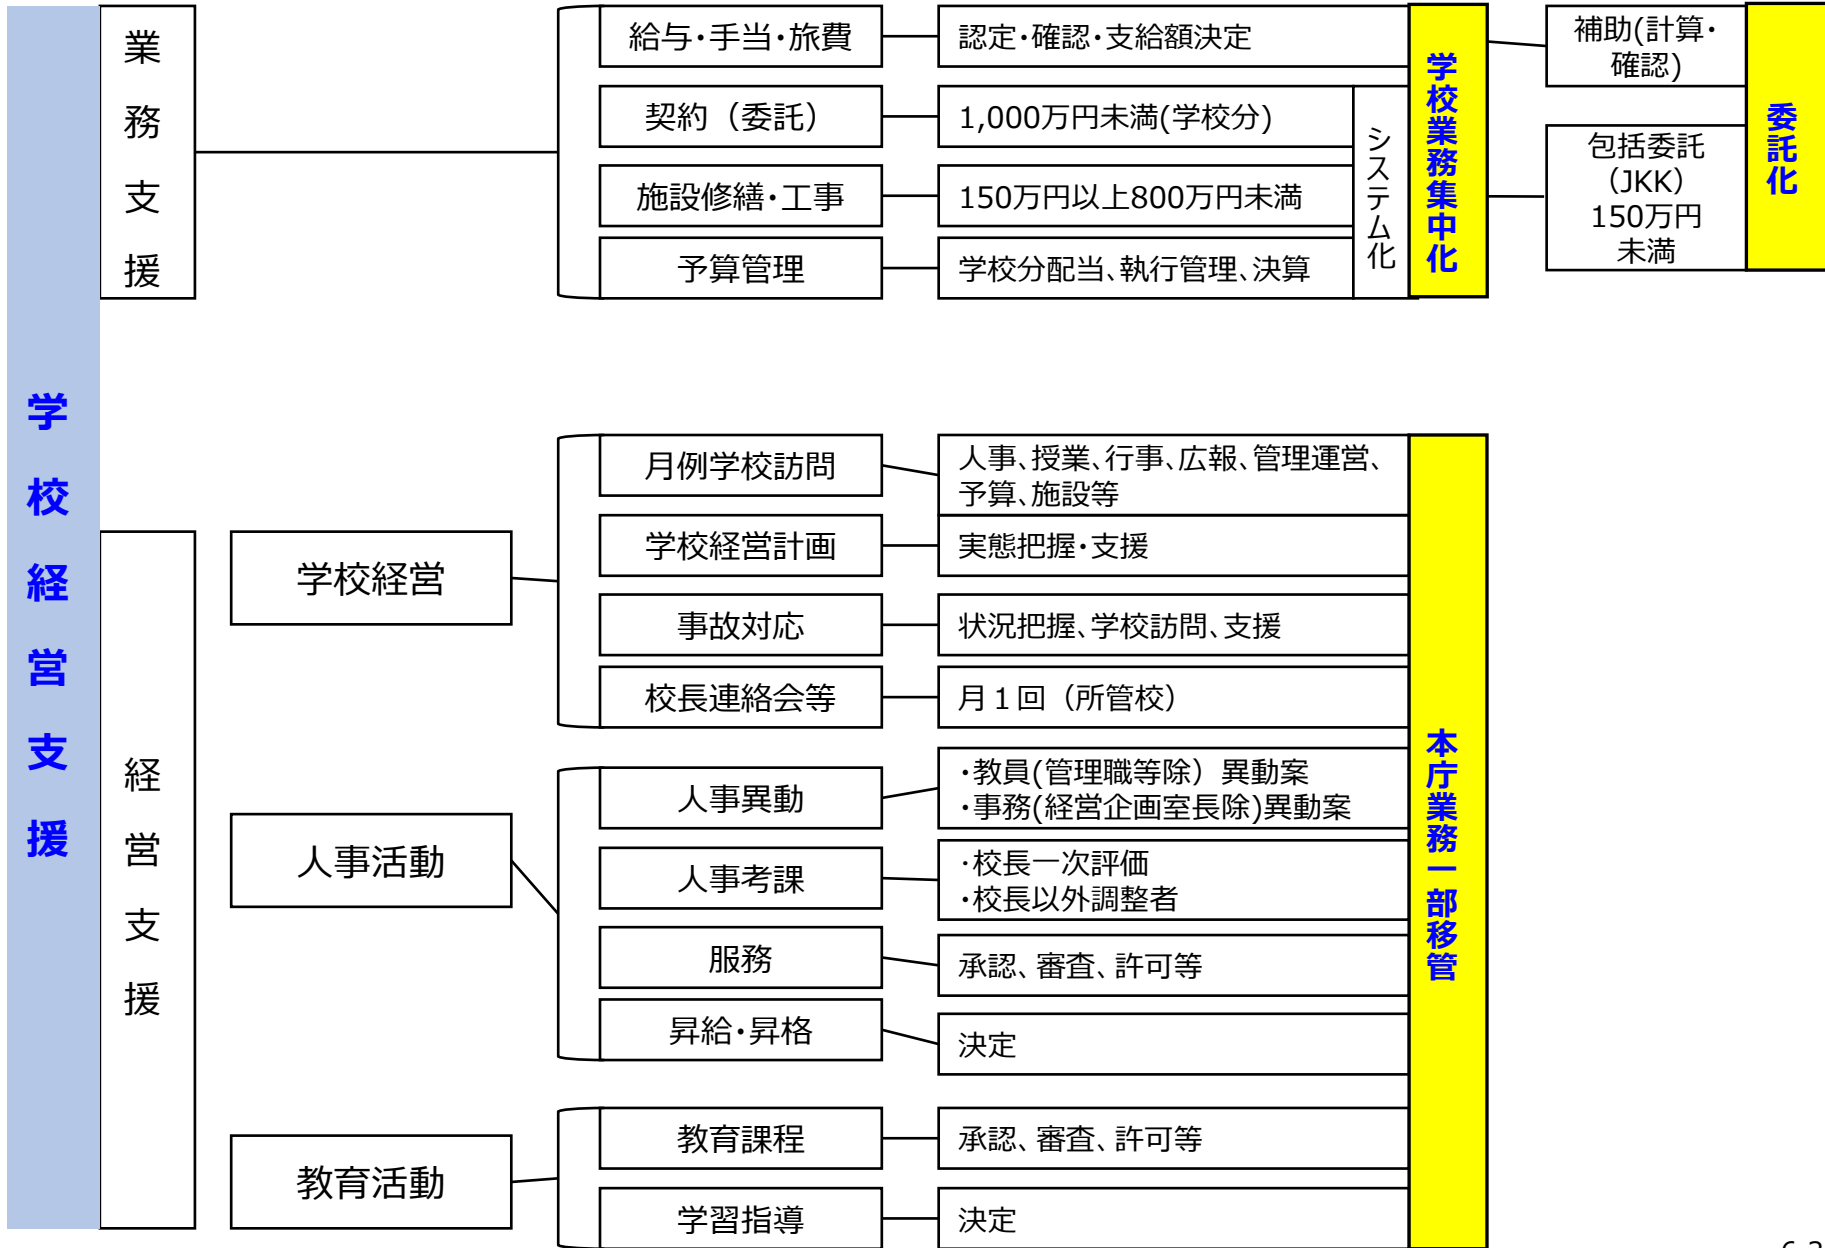 学校経営支援
業務支援
給与・手当・旅費
認定・確認・支給額決定
契約（委託）
1,000万円未満(学校分)
施設修繕・工事
150万円以上800万円未満
予算管理
学校分配当、執行管理、決算
システム化
学校業務集中化
補助(計算・
確認)
包括委託
（JKK）
150万円
未満
委託化
経営支援
学校経営
月例学校訪問
人事、授業、行事、広報、管理運営、
予算、施設等
学校経営計画
実態把握・支援
事故対応
状況把握、学校訪問、支援
校長連絡会等
月１回（所管校）
人事活動
人事異動
・教員(管理職等除）異動案
・事務(経営企画室長除)異動案
人事考課
・校長一次評価
・校長以外調整者
服務
承認、審査、許可等
昇給・昇格
決定
教育活動
教育課程
承認、審査、許可等
学習指導
決定
本庁業務一部移管